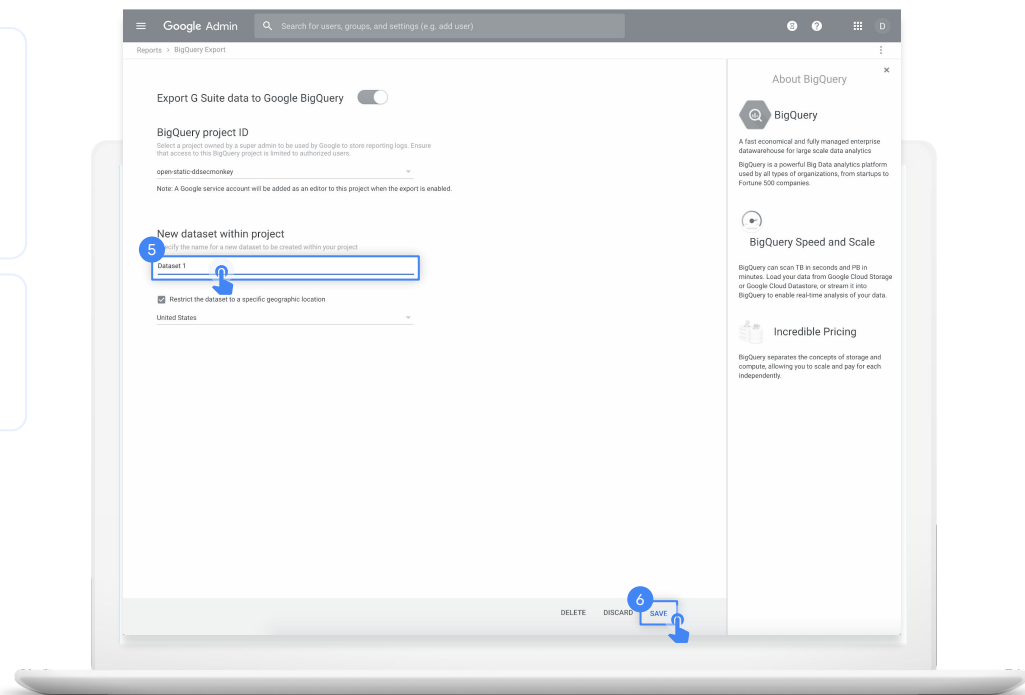 Google Admin
Search for users, groups, and settings (e.g. add user)
D
Reports > BigQuery Export
Export G Suite data to Google BigQuery
BigQuery project ID
Select a project owned by a super admin to be used by Google to store reporting logs. Ensure
that access to this BigQuery project is limited to authorized users.
open-static-ddsecmonkey
Note: A Google service account will be added as an editor to this project when the export is enabled.
New dataset within project
5
the name for a new dataset to be created within your project
Dataset 1
Restrict the dataset to a specific geographic location
United States
DELETE
DISCARD
6
SAVE
About BigQuery
×
BigQuery
A fast economical and fully managed enterprise
datawarehouse for large scale data analytics
BigQuery is a powerful Big Data analytics platform
used by all types of organizations, from startups to
Fortune 500 companies.
BigQuery Speed and Scale
BigQuery can scan TB in seconds and PB in
minutes. Load your data from Google Cloud Storage
or Google Cloud Datastore, or stream it into
BigQuery to enable real-time analysis of your data.
Incredible Pricing
BigQuery separates the concepts of storage and
compute, allowing you to scale and pay for each
independently.